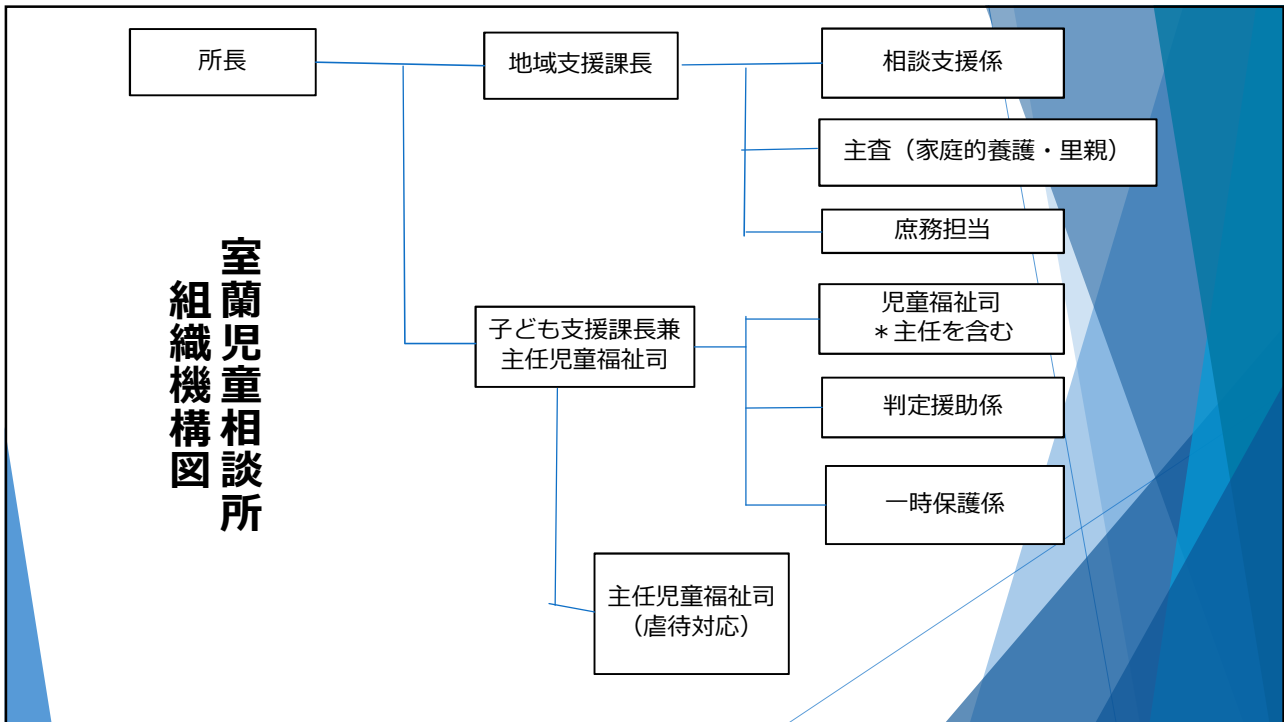 室蘭児童相談所
組織機構図
所長
地域支援課長
相談支援係
主査（家庭的養護・里親）
庶務担当
子ども支援課長兼
主任児童福祉司
児童福祉司
＊主任を含む
判定援助係
一時保護係
主任児童福祉司
（虐待対応）